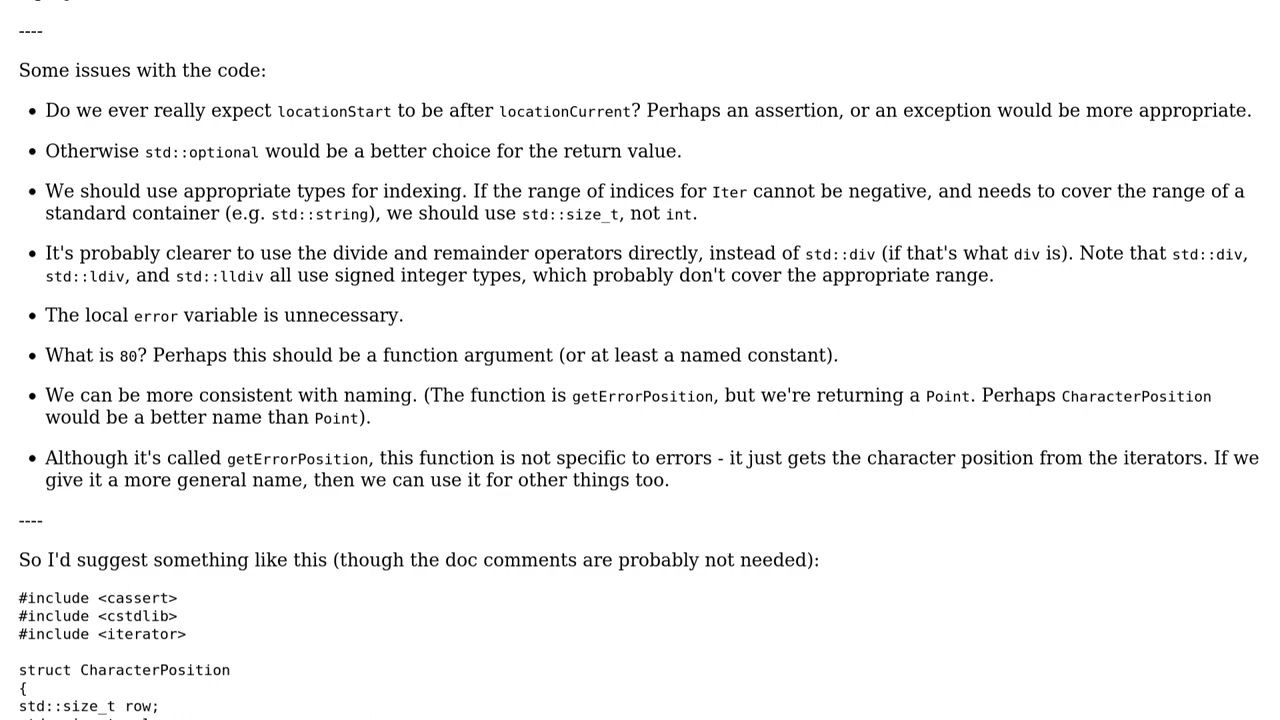 ----
Some issues with the code:
• Do we ever really expect locationStart to be after locationCurrent? Perhaps an assertion, or an exception would be more appropriate.
• Otherwise std::optional would be a better choice for the return value.
• We should use appropriate types for indexing. If the range of indices for Iter cannot be negative, and needs to cover the range of a
standard container (e.g. std::string), we should use std::size_t, not int.
• It's probably clearer to use the divide and remainder operators directly, instead of std::div (if that's what div is). Note that std::div,
std::ldiv, and std::lldiv all use signed integer types, which probably don't cover the appropriate range.
• The local error variable is unnecessary.
• What is 80? Perhaps this should be a function argument (or at least a named constant).
• We can be more consistent with naming. (The function is getErrorPosition, but we're returning a Point. Perhaps CharacterPosition
would be a better name than Point).
• Although it's called getErrorPosition, this function is not specific to errors - it just gets the character position from the iterators. If we
give it a more general name, then we can use it for other things too.
----
So I'd suggest something like this (though the doc comments are probably not needed):
#include <cassert>
#include <cstdlib>
#include <iterator>
struct CharacterPosition
{
std::size_t row;